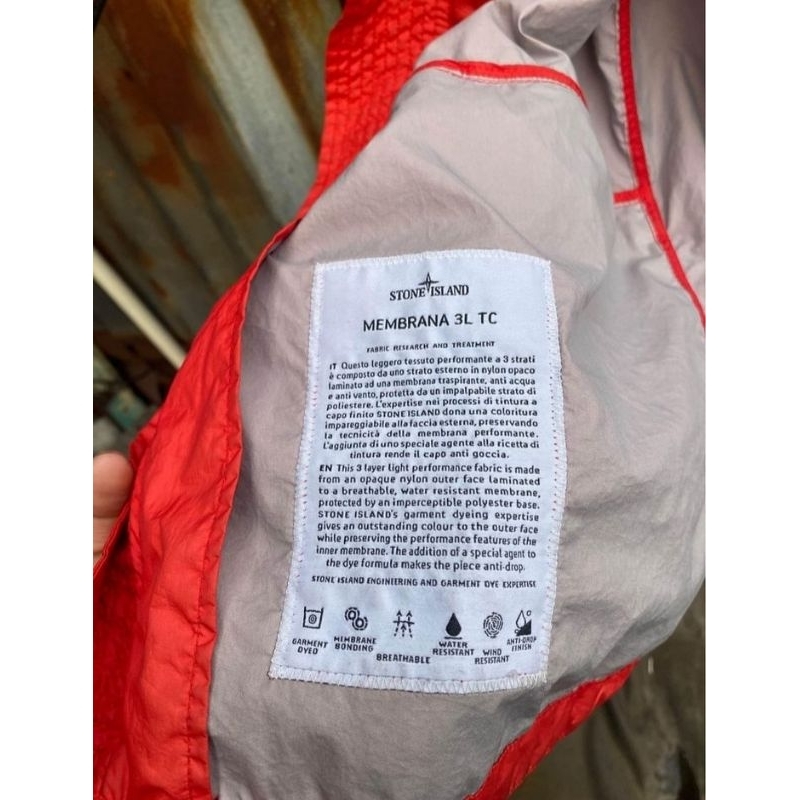 STONE ISLAND
MEMBRANA 3L TC
FABRIC RESEARCH AND TREATMENT
IT Questo leggero tessuto performante a 3 strati
è composto da uno strato esterno in nylon opaco
laminato ad una membrana traspirante, anti acqua
e anti vento, protetta da un impalpabile strato di
poliestere. L'expertise nei processi di tintura a
capo finito STONE ISLAND dona una coloritura
impareggiabile alla faccia esterna, preservando
la tecnicità della membrana performante.
L'aggiunta di uno speciale agente alla ricetta di
tintura rende il capo anti goccia.
EN This 3 layer light performance fabric is made
from an opaque nylon outer face laminated
to a breathable, water resistant membrane,
protected by an imperceptible polyester base.
STONE ISLAND's garment dyeing expertise
gives an outstanding colour to the outer face
while preserving the performance features of the
inner membrane. The addition of a special agent to
the dye formula makes the piece anti-drop.
STONE ISLAND ENGINEERING AND GARMENT DYE EXPERTISE
GARMENT
DYED
MEMBRANE
BONDING
BREATHABLE
WATER
RESISTANT
WIND
RESISTANT
ANTI-DROP
FINISH